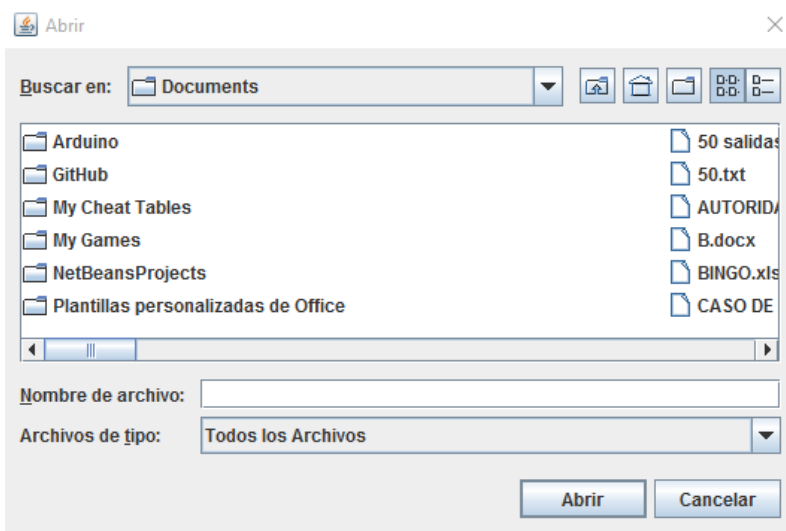 Abrir
Buscar en: Documents
Arduino
GitHub
My Cheat Tables
My Games
NetBeansProjects
Plantillas personalizadas de Office
50 salidas
50.txt
AUTORIDA
B.docx
BINGO.xls
CASO DE
Nombre de archivo:
Archivos de tipo: Todos los Archivos
Abrir Cancelar